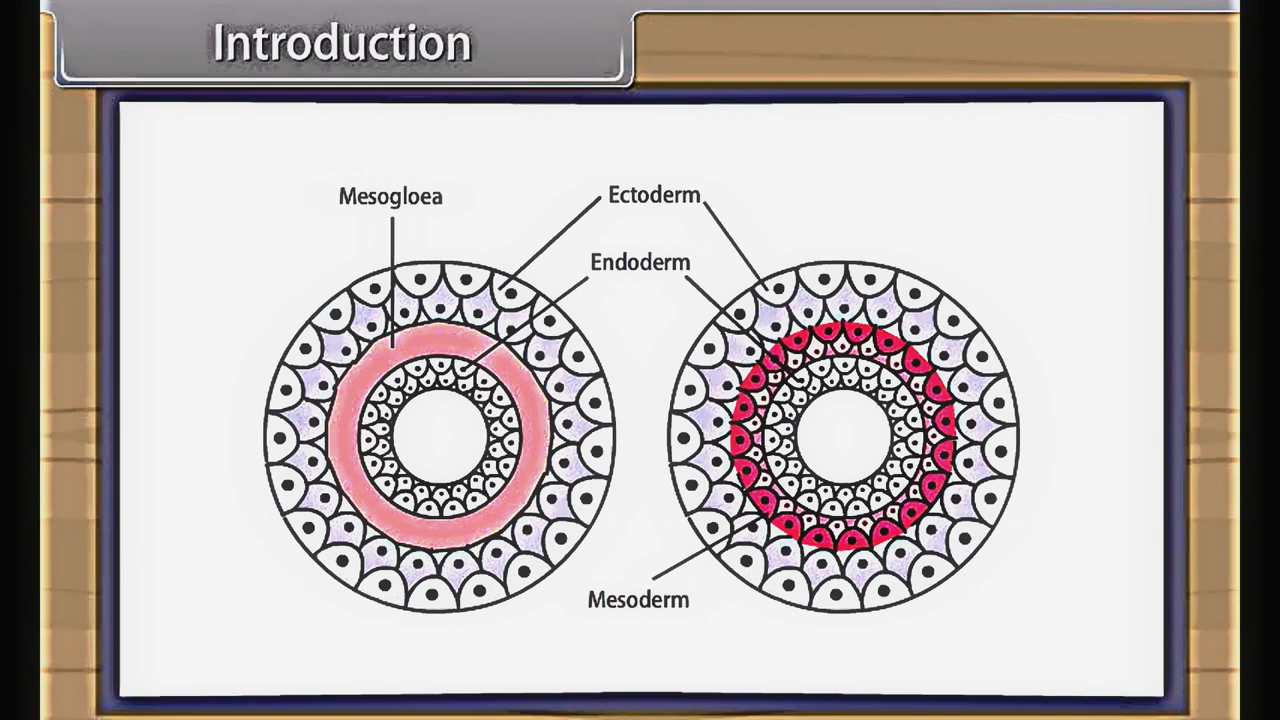 Introduction
Mesogloea
Ectoderm
Endoderm
Mesoderm